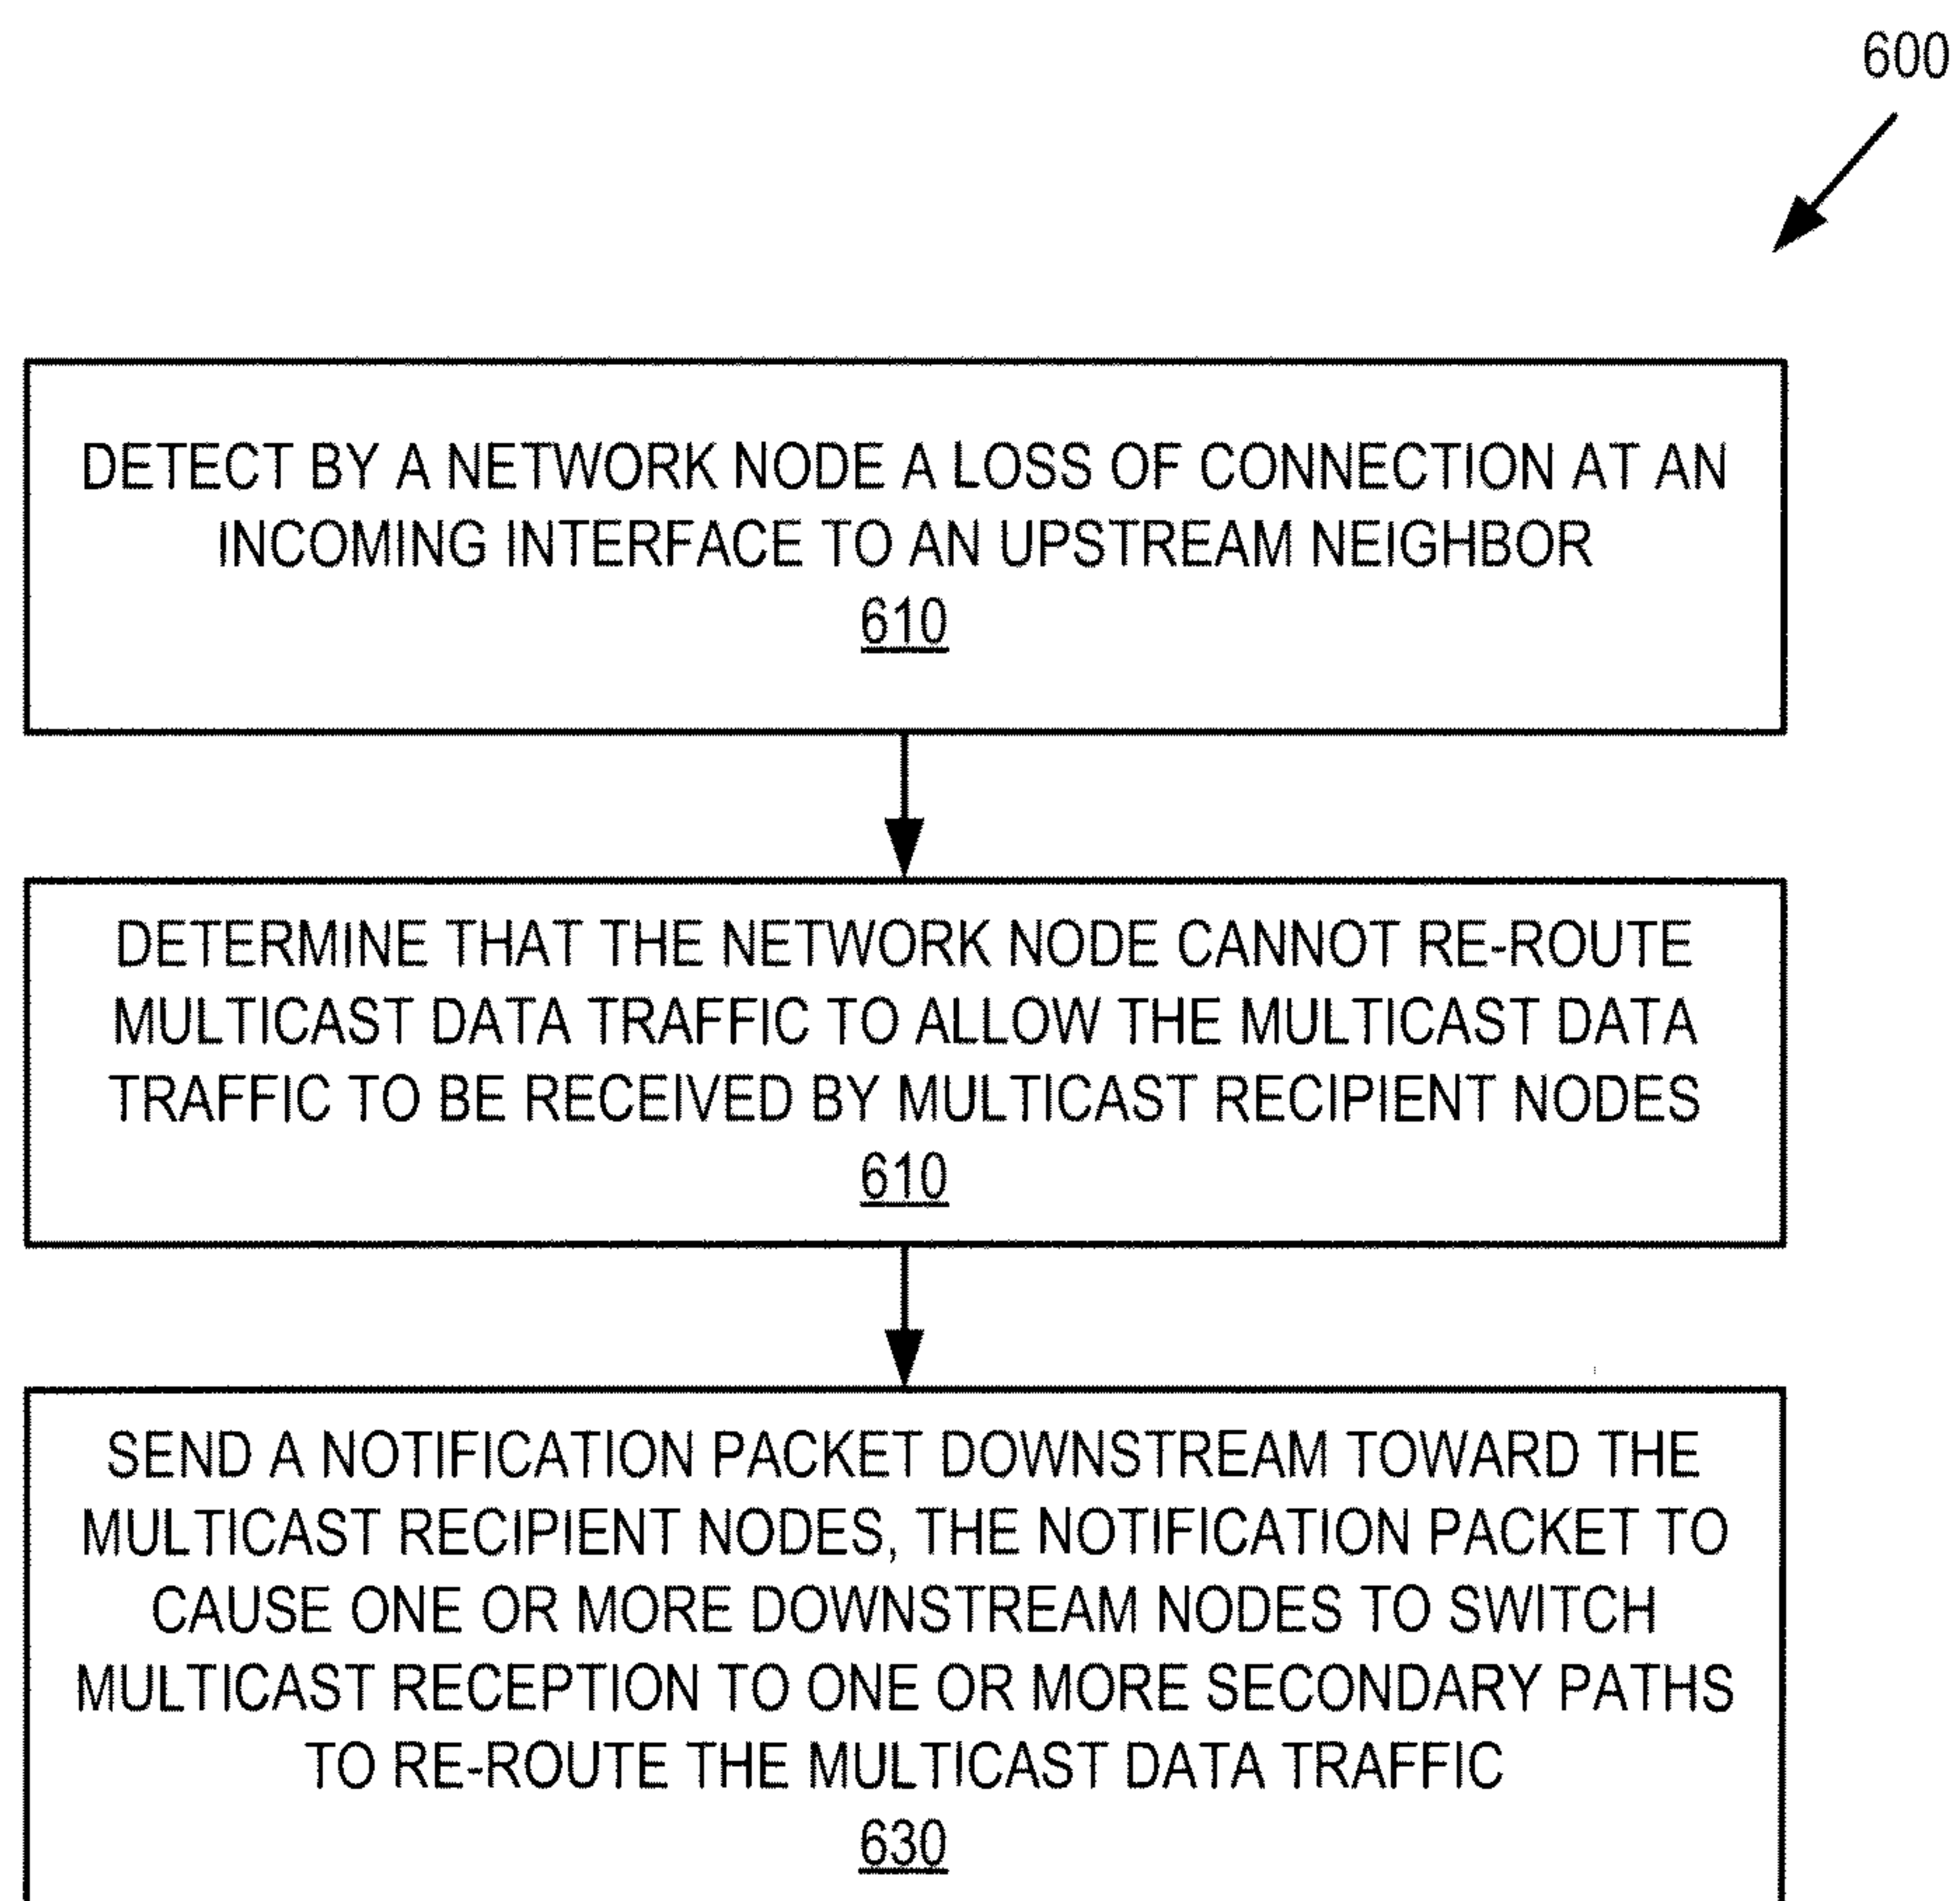 600
DETECT BY A NETWORK NODE A LOSS OF CONNECTION AT AN
INCOMING INTERFACE TO AN UPSTREAM NEIGHBOR
610
DETERMINE THAT THE NETWORK NODE CANNOT RE-ROUTE
MULTICAST DATA TRAFFIC TO ALLOW THE MULTICAST DATA
TRAFFIC TO BE RECEIVED BY MULTICAST RECIPIENT NODES
610
SEND A NOTIFICATION PACKET DOWNSTREAM TOWARD THE
MULTICAST RECIPIENT NODES, THE NOTIFICATION PACKET TO
CAUSE ONE OR MORE DOWNSTREAM NODES TO SWITCH
MULTICAST RECEPTION TO ONE OR MORE SECONDARY PATHS
TO RE-ROUTE THE MULTICAST DATA TRAFFIC
630